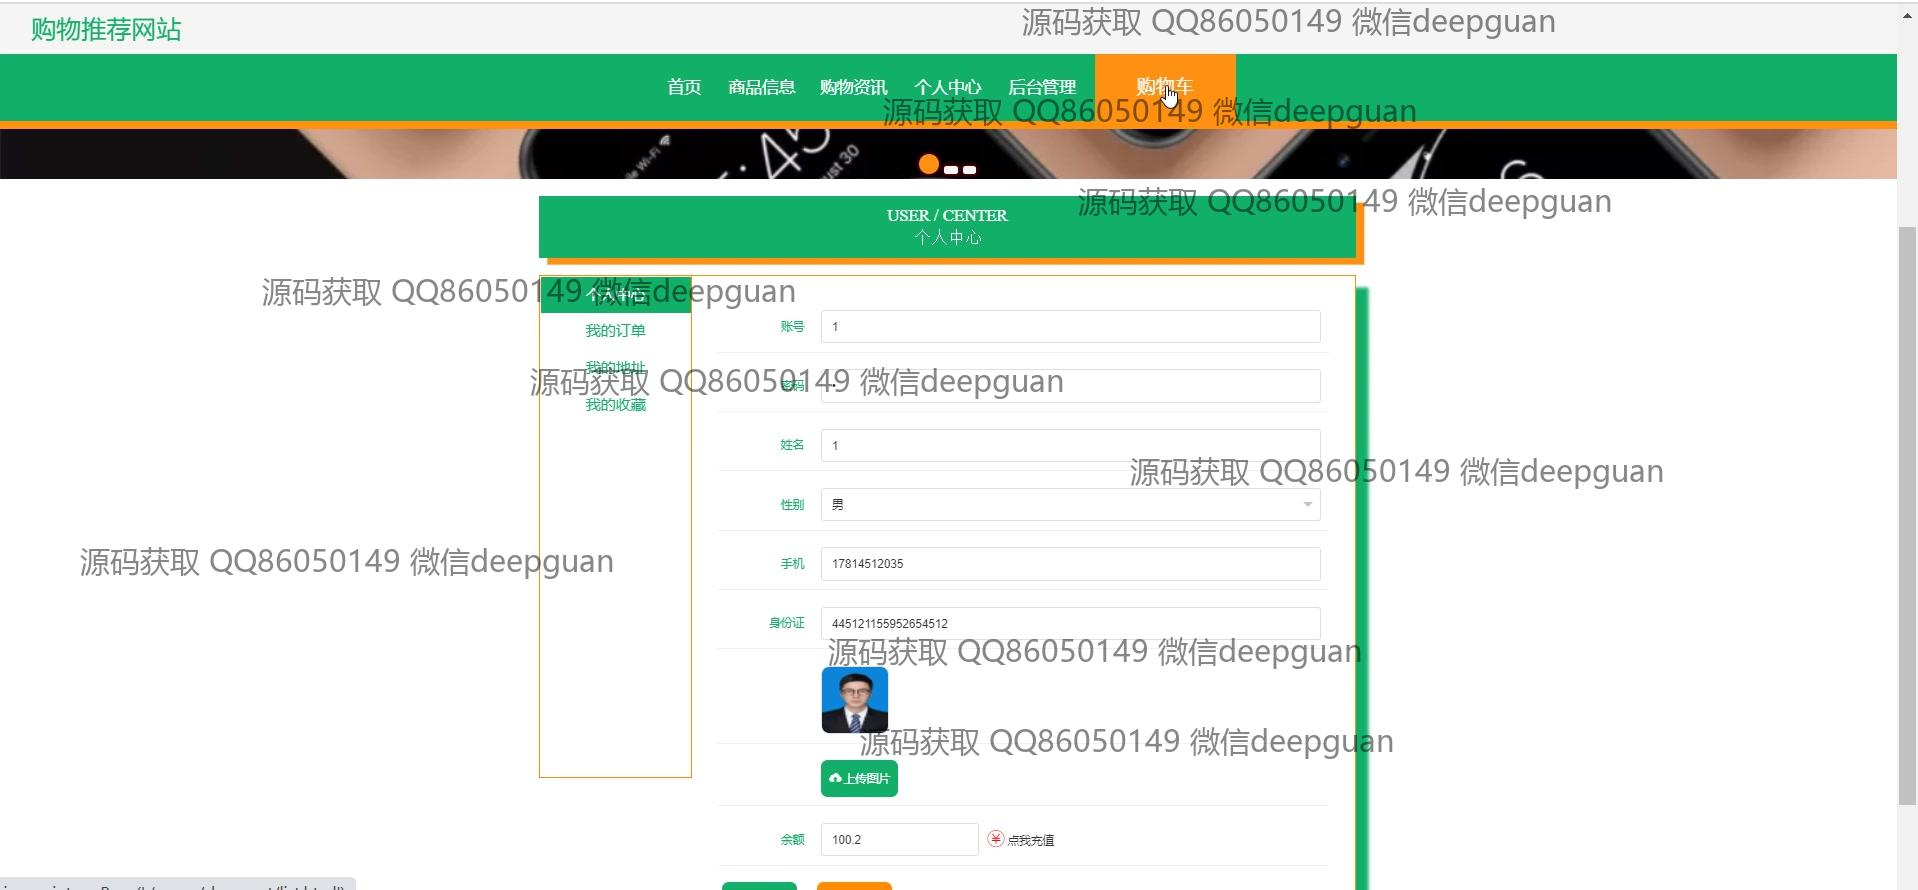 购物推荐网站
源码获取 QQ86050149 微信deepguan
首页 商品信息 购物资讯 个人中心 后台管理 购物车
源码获取 QQ86050149 微信deepguan
45
August 30
源码获取 QQ86050149 微信deepguan
USER / CENTER
个人中心
源码获取 QQ86050149 微信deepguan
个人中心
我的订单
我的地址
我的收藏
账号 1
源码获取 QQ86050149 微信deepguan
密码
姓名 1
源码获取 QQ86050149 微信deepguan
性别 男
源码获取 QQ86050149 微信deepguan
手机 17814512035
身份证 445121155952654512
源码获取 QQ86050149 微信deepguan
源码获取 QQ86050149 微信deepguan
上传图片
余额 100.2 点我充值